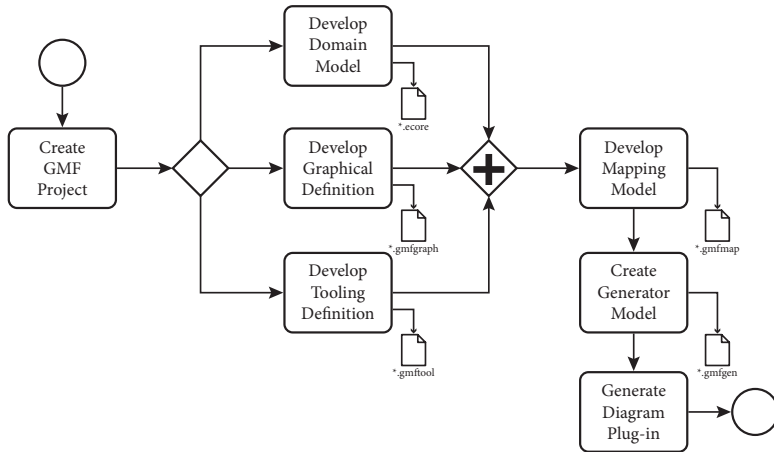 Create
GMF
Project
Develop
Domain
Model
*.ecore
Develop
Graphical
Definition
*.gmfgraph
Develop
Tooling
Definition
*.gmftool
Develop
Mapping
Model
*.gmfmap
Create
Generator
Model
*.gmfgen
Generate
Diagram
Plug-in